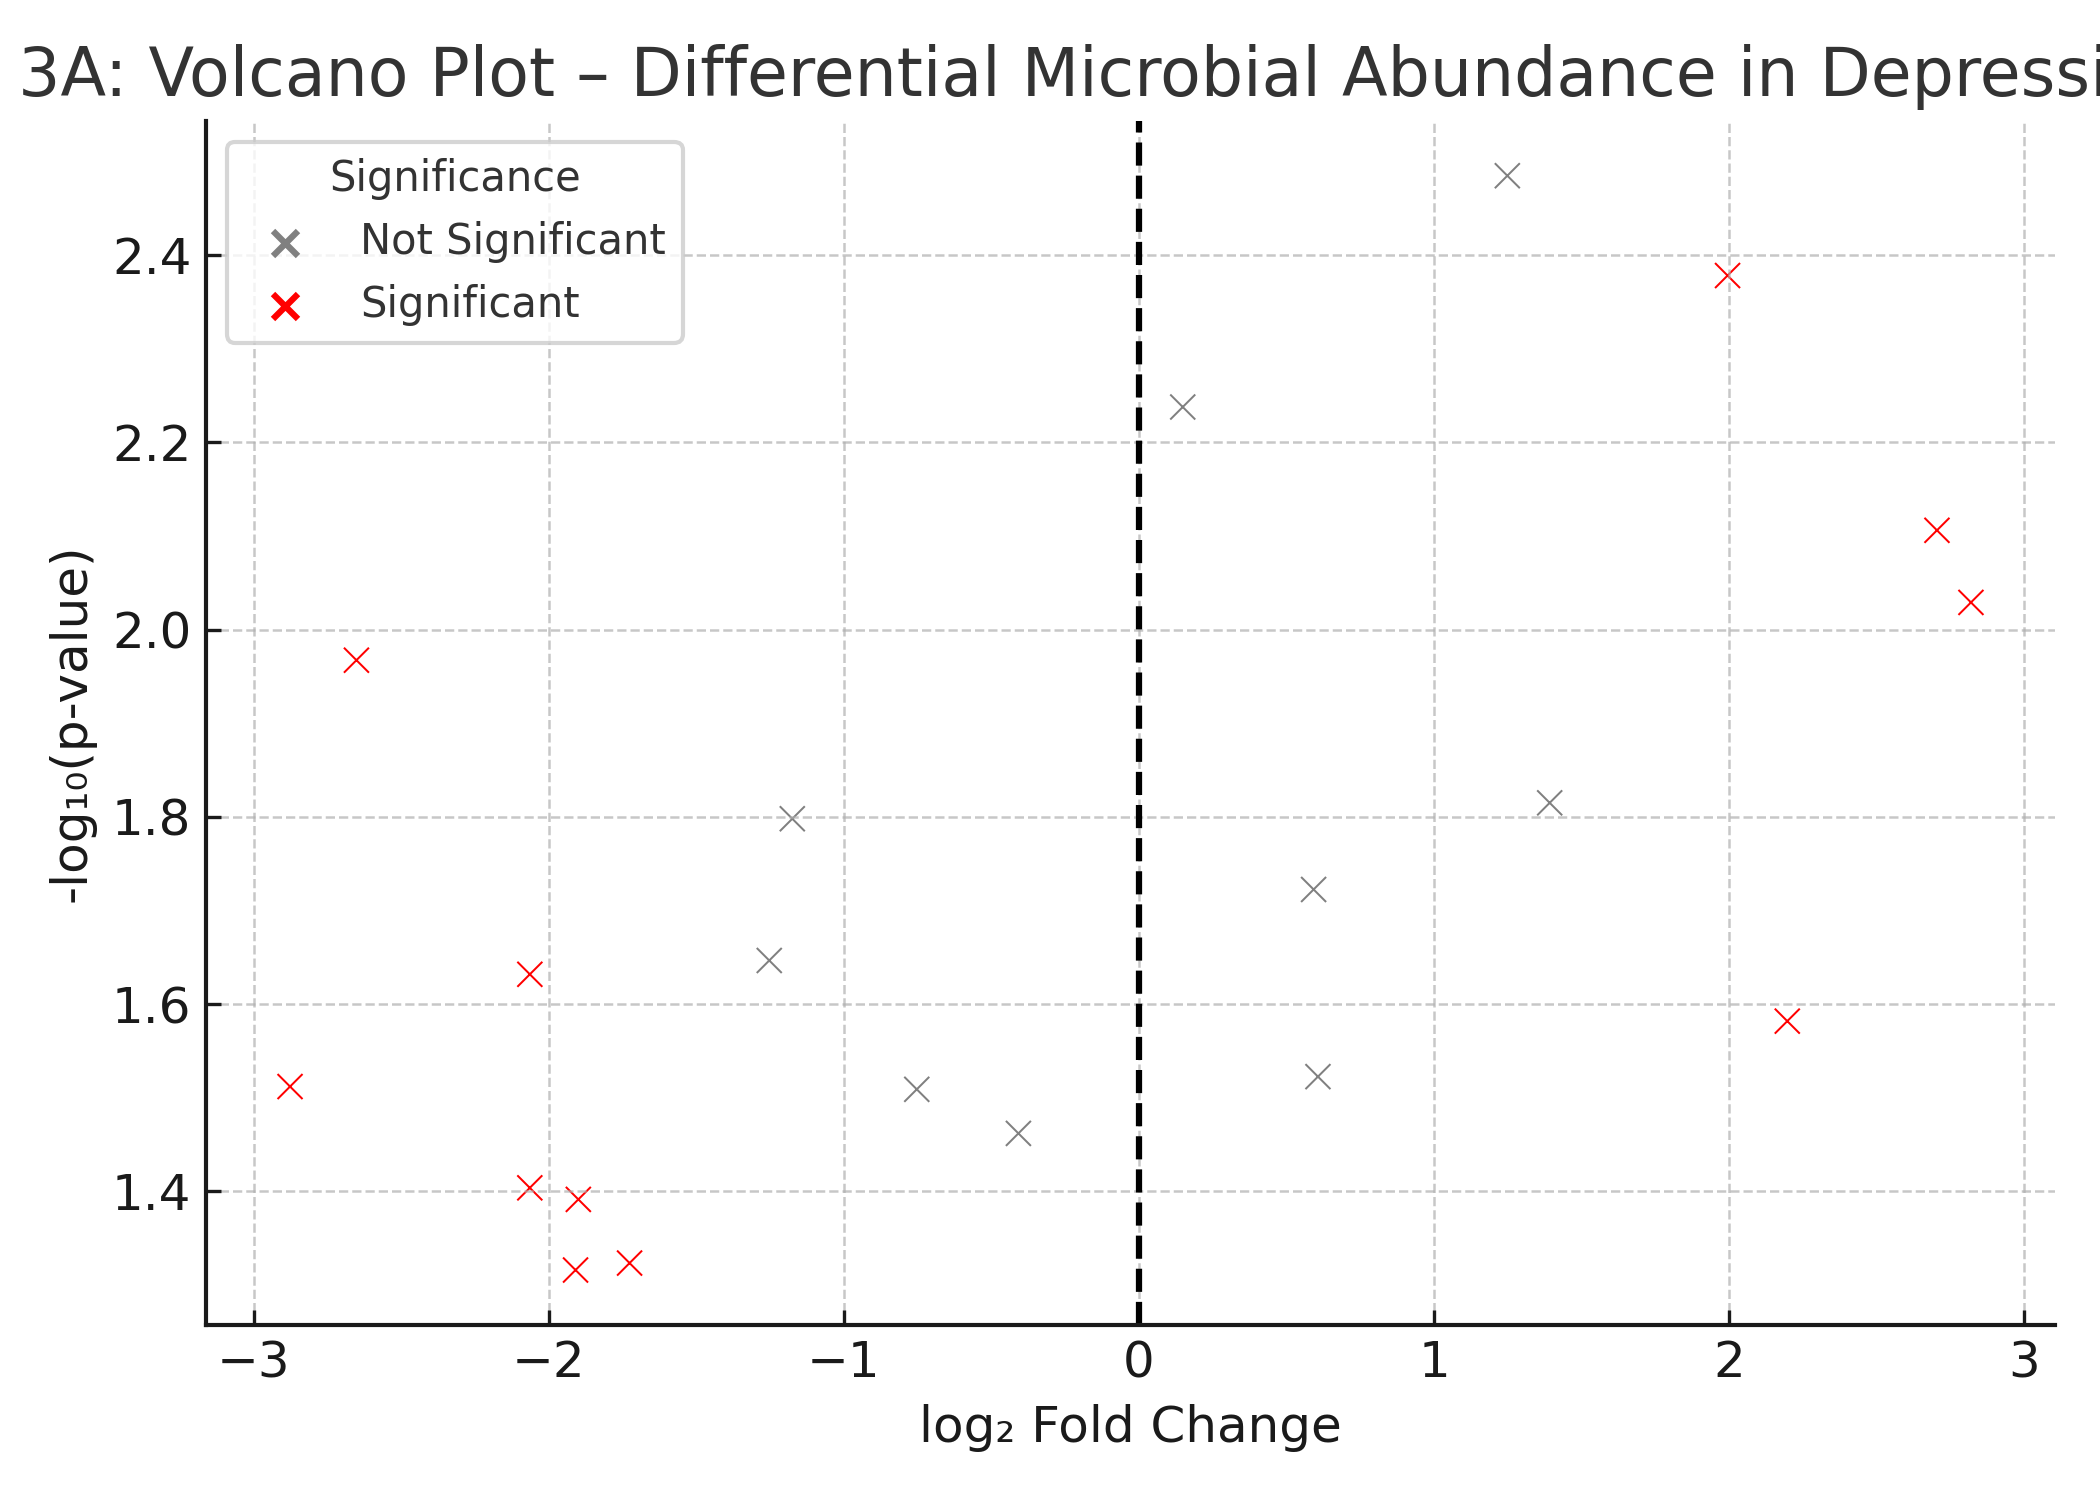 3A: Volcano Plot – Differential Microbial Abundance in Depressi
Significance
Not Significant
Significant
-log₁₀(p-value)
2.4
2.2
2.0
1.8
1.6
1.4
−3 −2 −1 0 1 2 3
log₂ Fold Change